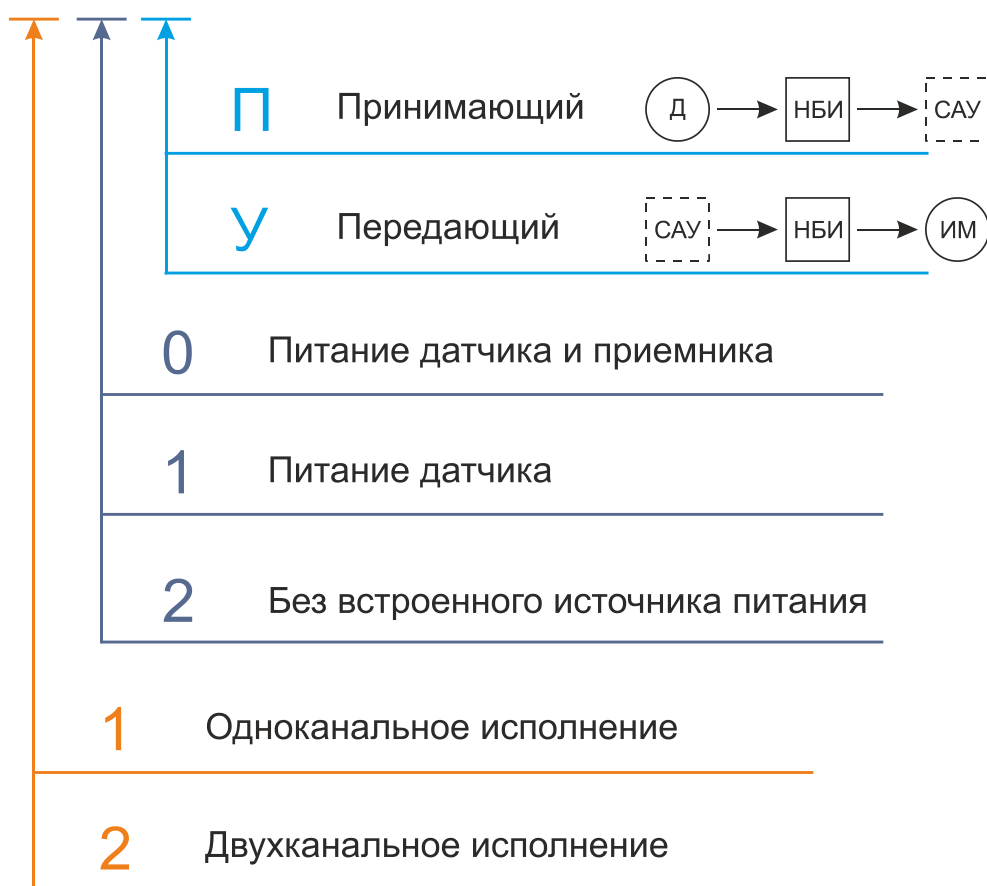 П Принимающий Д НБИ САУ
У Передающий САУ НБИ ИМ
0 Питание датчика и приемника
1 Питание датчика
2 Без встроенного источника питания
1 Одноканальное исполнение
2 Двухканальное исполнение